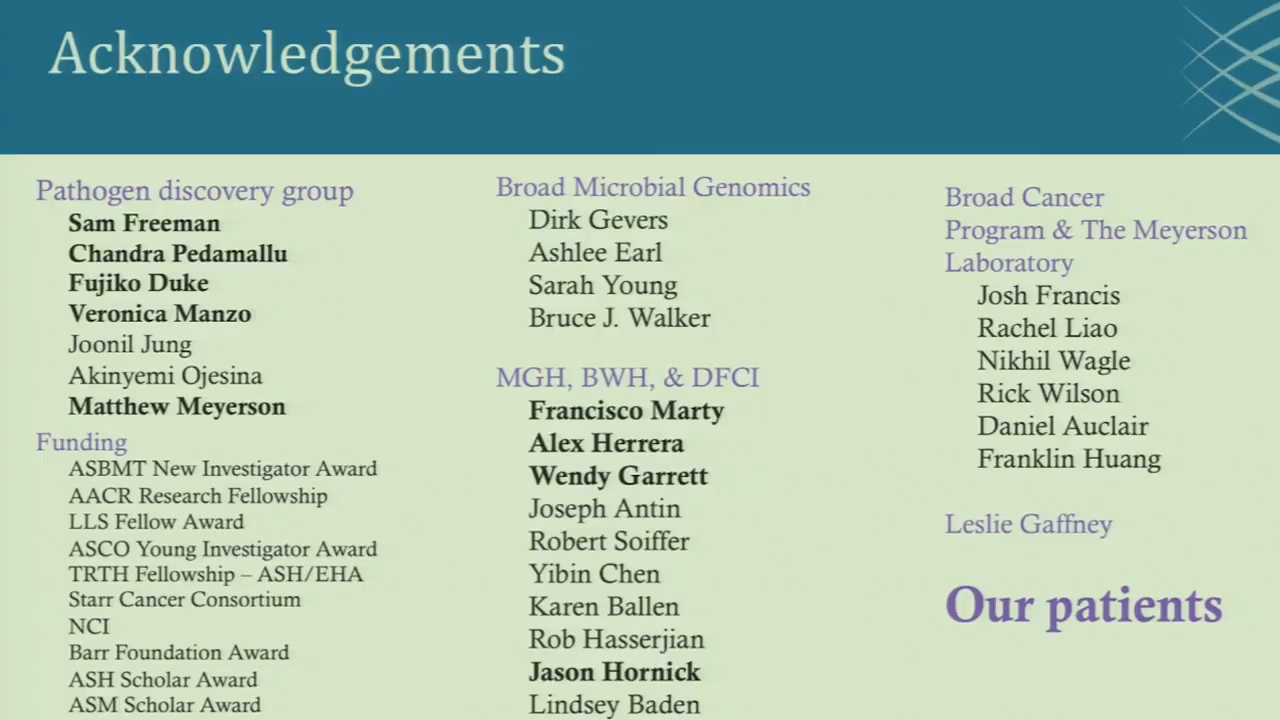 Acknowledgements
Pathogen discovery group
Sam Freeman
Chandra Pedamallu
Fujiko Duke
Veronica Manzo
Joonil Jung
Akinyemi Ojesina
Matthew Meyerson
Funding
ASBMT New Investigator Award
AACR Research Fellowship
LLS Fellow Award
ASCO Young Investigator Award
TRTH Fellowship – ASH/EHA
Starr Cancer Consortium
NCI
Barr Foundation Award
ASH Scholar Award
ASM Scholar Award
Broad Microbial Genomics
Dirk Gevers
Ashlee Earl
Sarah Young
Bruce J. Walker
MGH, BWH, & DFCI
Francisco Marty
Alex Herrera
Wendy Garrett
Joseph Antin
Robert Soiffer
Yibin Chen
Karen Ballen
Rob Hasserjian
Jason Hornick
Lindsey Baden
Broad Cancer
Program & The Meyerson
Laboratory
Josh Francis
Rachel Liao
Nikhil Wagle
Rick Wilson
Daniel Auclair
Franklin Huang
Leslie Gaffney
Our patients